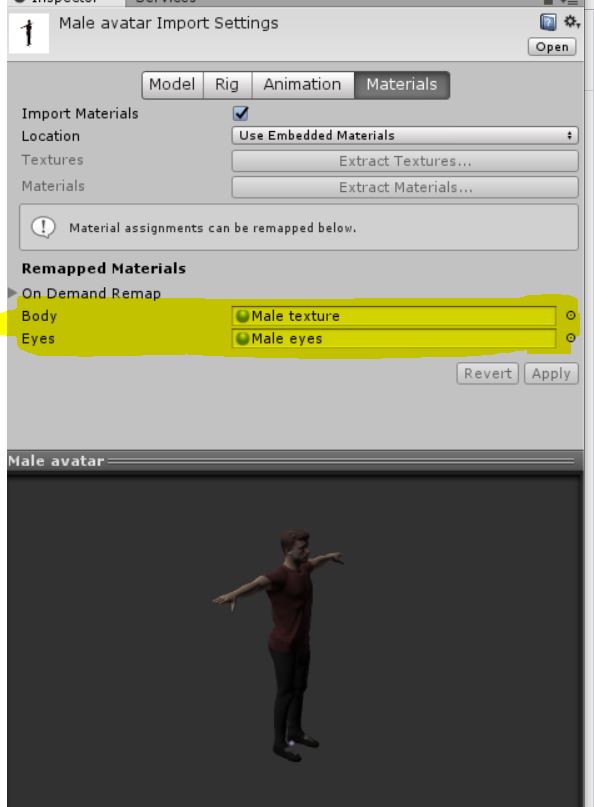 Inspector Services
Male avatar Import Settings
Open
Model Rig Animation Materials
Import Materials
Location Use Embedded Materials
Textures Extract Textures...
Materials Extract Materials...
Material assignments can be remapped below.
Remapped Materials
On Demand Remap
Body Male texture
Eyes Male eyes
Revert Apply
Male avatar